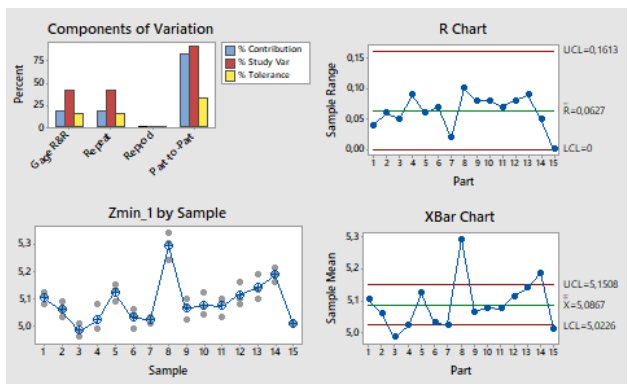 Components of Variation
Percent
75
50
25
0
Gage R&R
Repeat
Reprod
Part-to-Part
% Contribution
% Study Var
% Tolerance
R Chart
Sample Range
0,15
0,10
0,05
0,00
1 2 3 4 5 6 7 8 9 10 11 12 13 14 15
Part
UCL=0,1613
R=0,0627
LCL=0
Zmin_1 by Sample
5,3
5,2
5,1
5,0
1 2 3 4 5 6 7 8 9 10 11 12 13 14 15
Sample
XBar Chart
Sample Mean
5,3
5,2
5,1
5,0
1 2 3 4 5 6 7 8 9 10 11 12 13 14 15
Part
UCL=5,1508
X=5,0867
LCL=5,0226